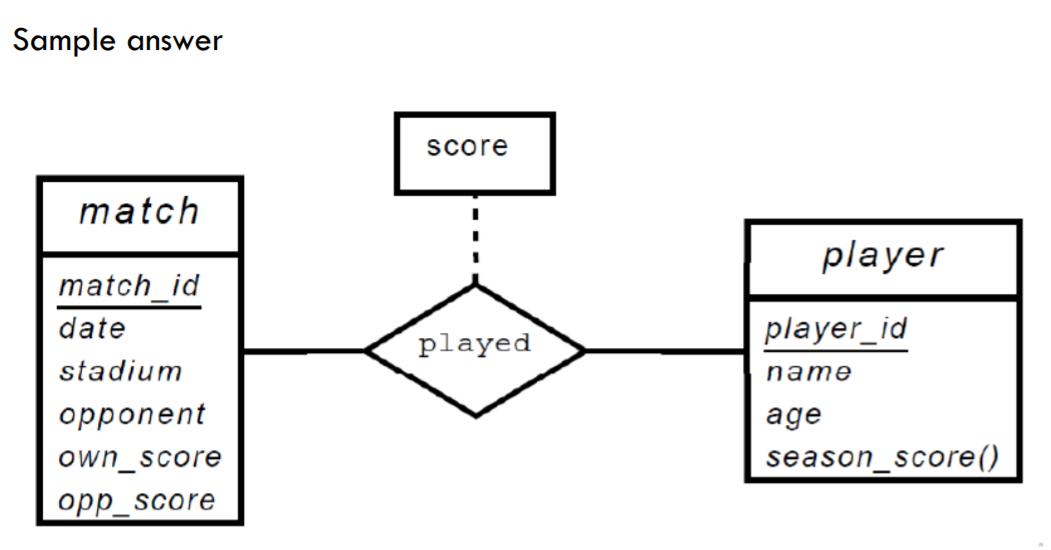 Sample answer
score
match
match_id
date
stadium
opponent
own_score
opp_score
played
player
player_id
name
age
season_score()